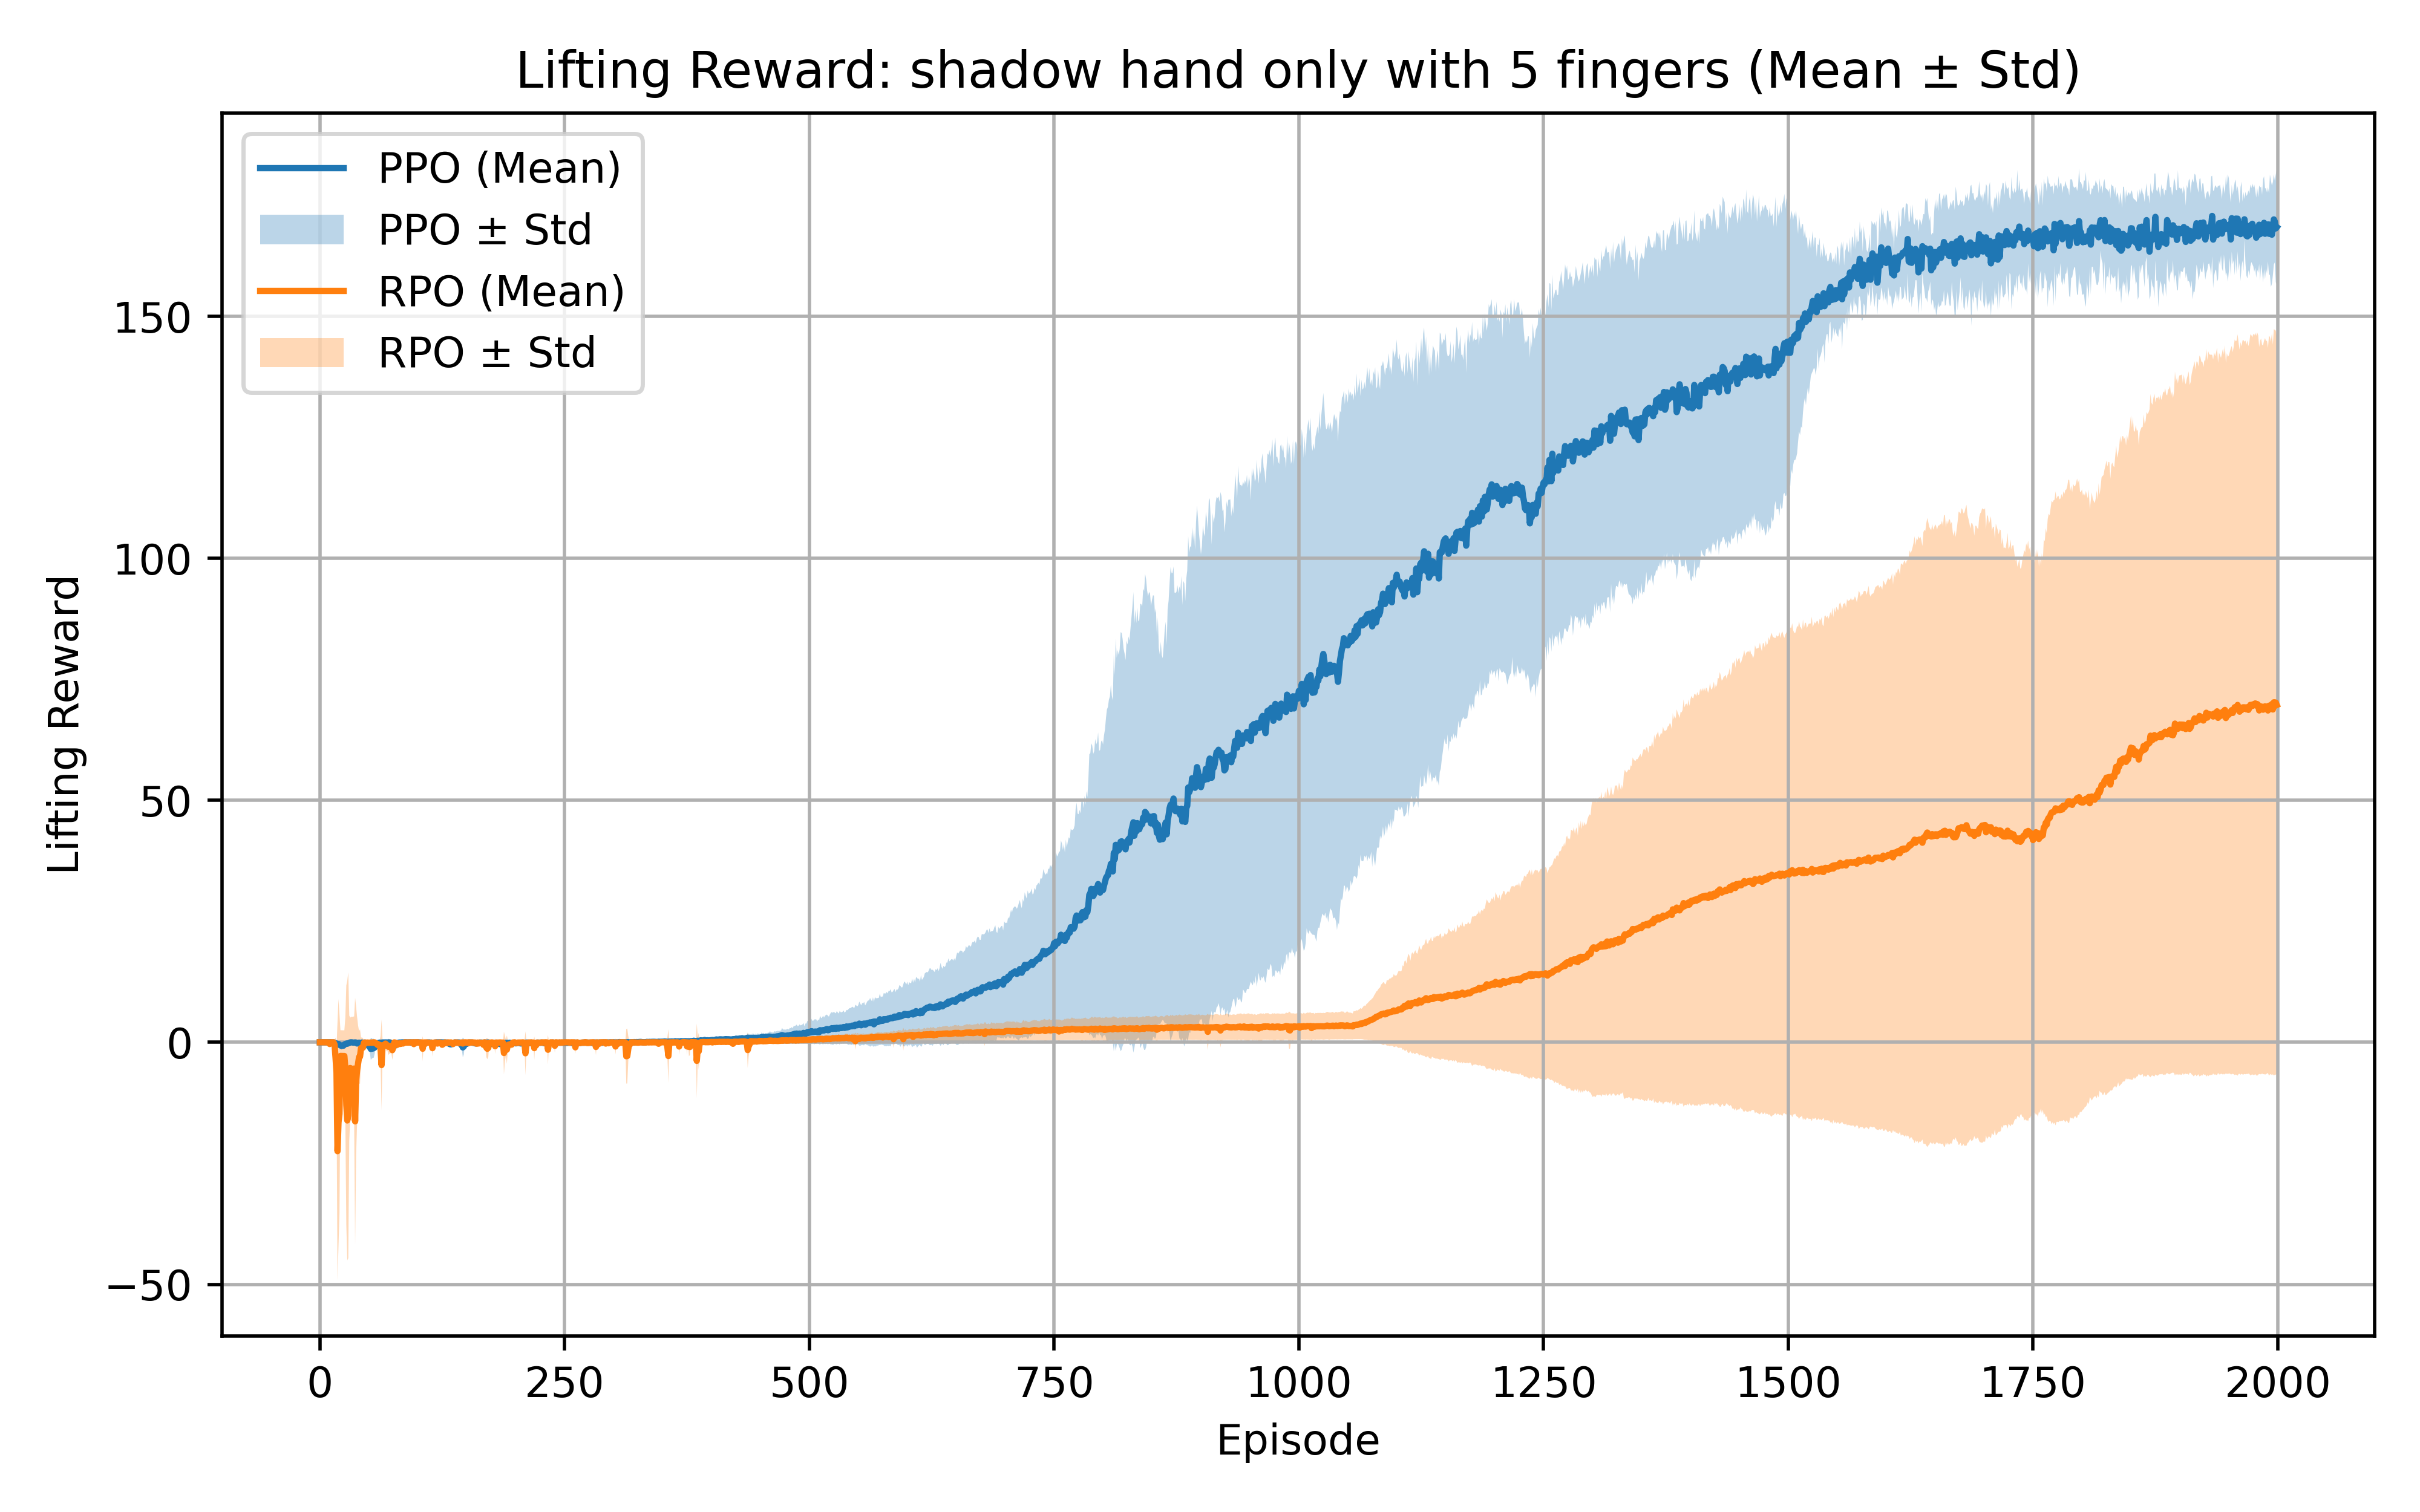 Lifting Reward: shadow hand only with 5 fingers (Mean ± Std)
PPO (Mean)
PPO ± Std
RPO (Mean)
RPO ± Std
Lifting Reward
150
100
50
0
−50
0 250 500 750 1000 1250 1500 1750 2000
Episode